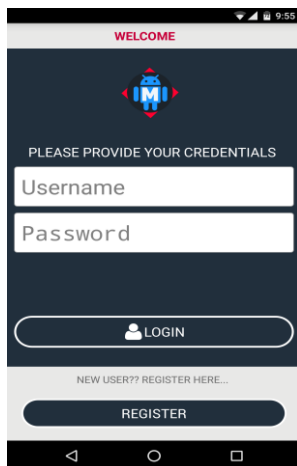 9:55
WELCOME
M
PLEASE PROVIDE YOUR CREDENTIALS
Username
Password
LOGIN
NEW USER?? REGISTER HERE...
REGISTER